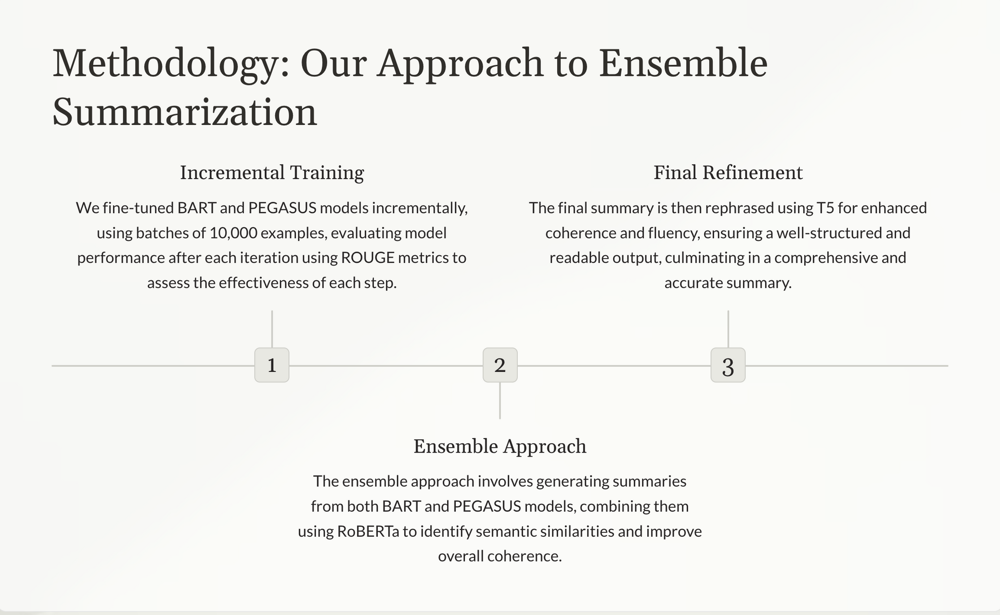 Methodology: Our Approach to Ensemble
Summarization
Incremental Training
We fine-tuned BART and PEGASUS models incrementally,
using batches of 10,000 examples, evaluating model
performance after each iteration using ROUGE metrics to
assess the effectiveness of each step.
Final Refinement
The final summary is then rephrased using T5 for enhanced
coherence and fluency, ensuring a well-structured and
readable output, culminating in a comprehensive and
accurate summary.
1
2
3
Ensemble Approach
The ensemble approach involves generating summaries
from both BART and PEGASUS models, combining them
using RoBERTa to identify semantic similarities and improve
overall coherence.